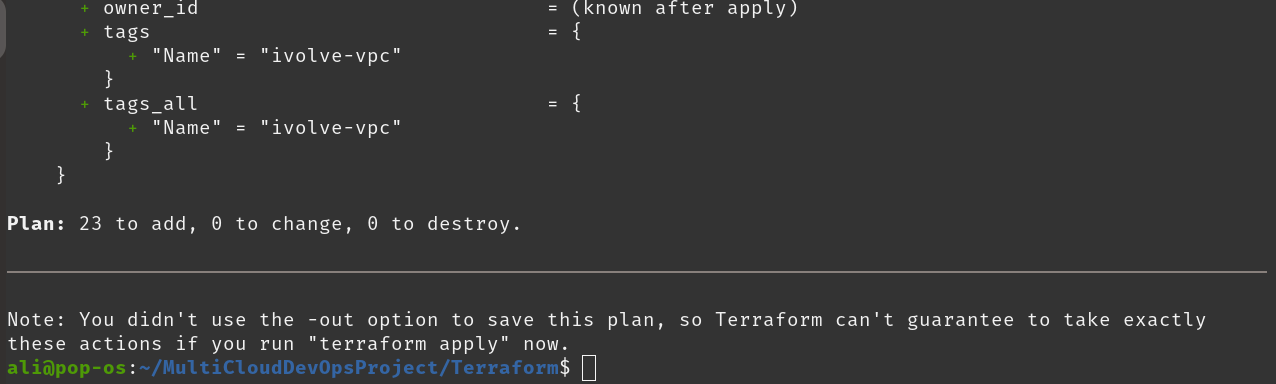 + owner_id = (known after apply)
+ tags = {
+ "Name" = "ivolve-vpc"
}
+ tags_all = {
+ "Name" = "ivolve-vpc"
}
}
Plan: 23 to add, 0 to change, 0 to destroy.
Note: You didn't use the -out option to save this plan, so Terraform can't guarantee to take exactly
these actions if you run "terraform apply" now.
ali@pop-os:~/MultiCloudDevOpsProject/Terraform$